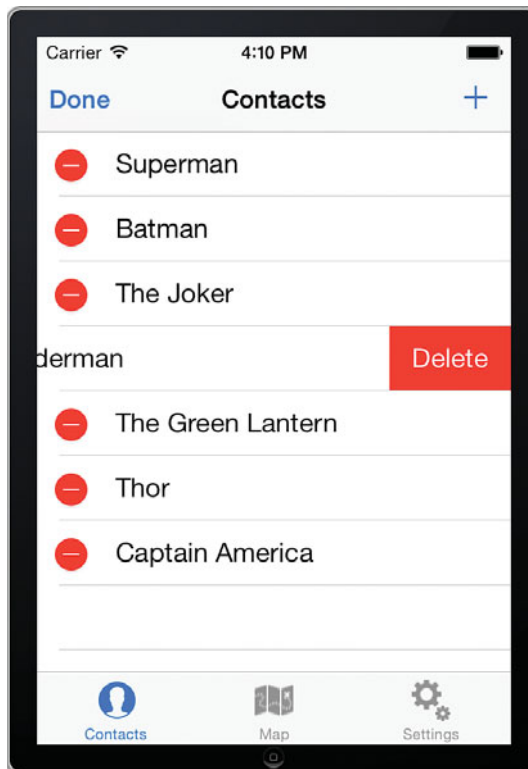 Carrier 4:10 PM
Done Contacts +
Superman
Batman
The Joker
derman Delete
The Green Lantern
Thor
Captain America
Contacts Map Settings